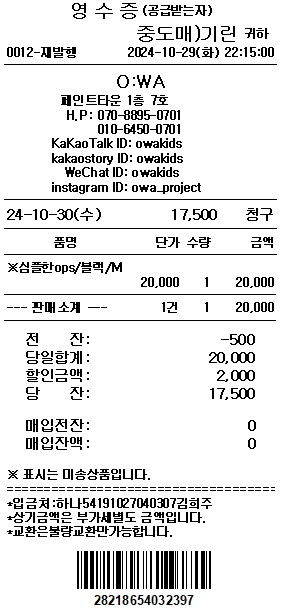 영 수 증 (공급받는자)
중도매)기린 귀하
0012-재발행 2024-10-29(화) 22:15:00
O:WA
페인트타운 1층 7호
H.P: 070-8895-0701
010-6450-0701
KaKaoTalk ID: owakids
kakaostory ID: owakids
WeChat ID: owakids
instagram ID: owa_project
24-10-30(수) 17,500 청구
품명 단가 수량 금액
※심플한ops/블랙/M
20,000 1 20,000
--- 판매소계 --- 1건 1 20,000
전 잔: -500
당일합계: 20,000
할인금액: 2,000
당 잔: 17,500
매입전잔: 0
매입잔액: 0
※ 표시는 미송상품입니다.
*입금처:하나54191027040307김희주
*상기금액은 부가세별도 금액입니다.
*교환은불량교환만가능합니다.
28218654032397